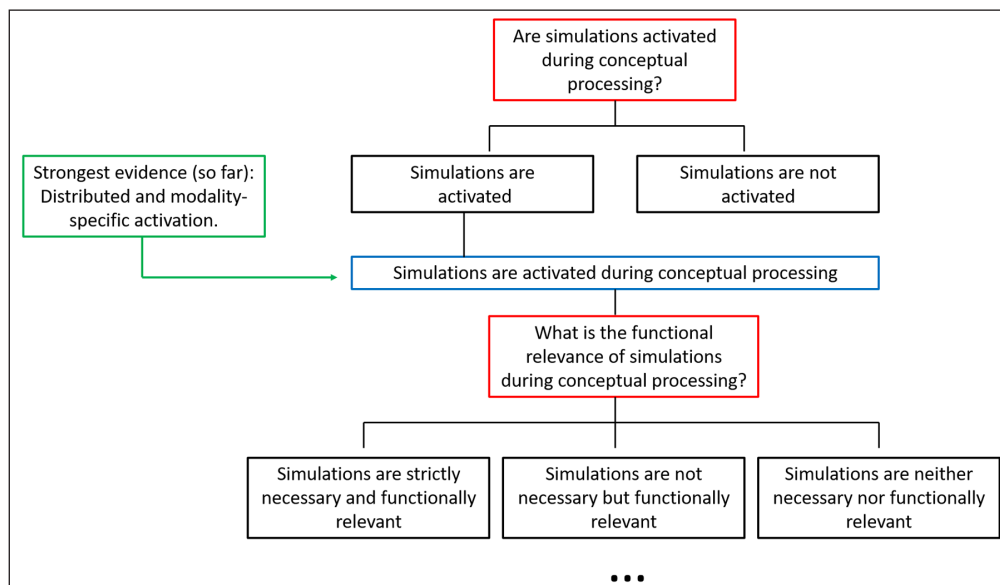 Are simulations activated
during conceptual
processing?
Strongest evidence (so far):
Distributed and modality-
specific activation.
Simulations are
activated
Simulations are not
activated
Simulations are activated during conceptual processing
What is the functional
relevance of simulations
during conceptual processing?
Simulations are strictly
necessary and functionally
relevant
Simulations are not
necessary but functionally
relevant
Simulations are neither
necessary nor functionally
relevant
...